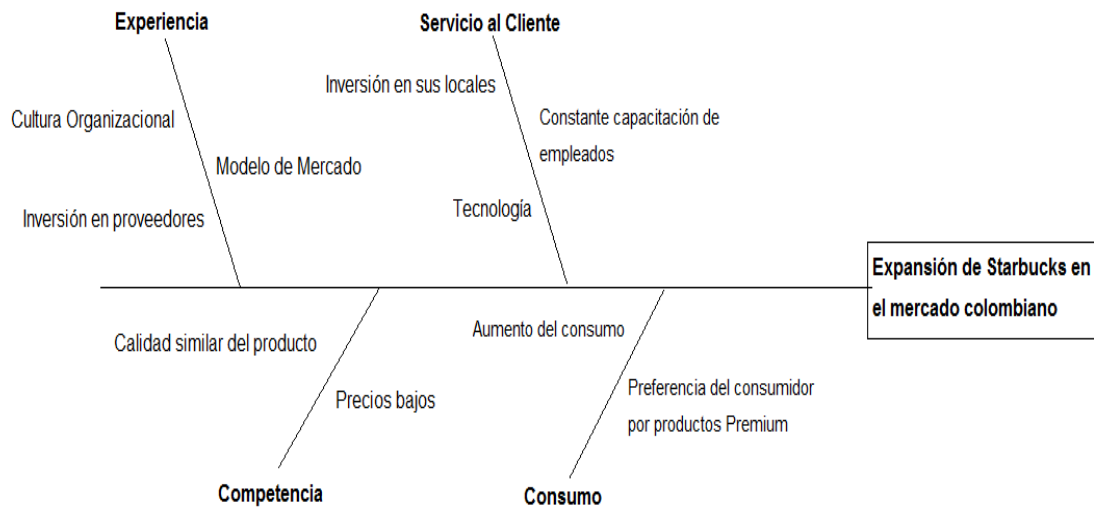 Experiencia
Servicio al Cliente
Inversión en sus locales
Cultura Organizacional
Constante capacitación de
empleados
Modelo de Mercado
Inversión en proveedores
Tecnología
Expansión de Starbucks en
el mercado colombiano
Calidad similar del producto
Aumento del consumo
Precios bajos
Preferencia del consumidor
por productos Premium
Competencia
Consumo